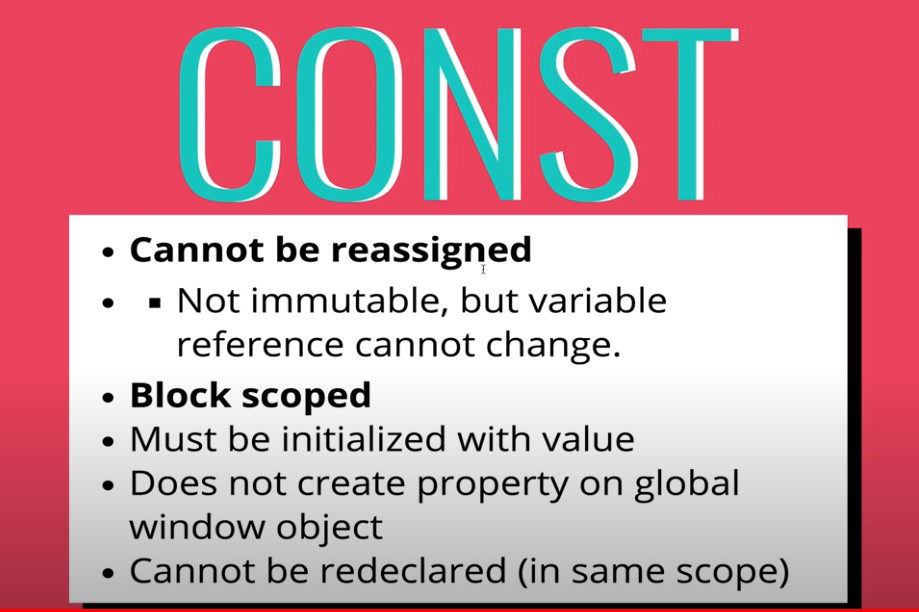 CONST
• Cannot be reassigned
• ▪ Not immutable, but variable
reference cannot change.
• Block scoped
• Must be initialized with value
• Does not create property on global
window object
• Cannot be redeclared (in same scope)